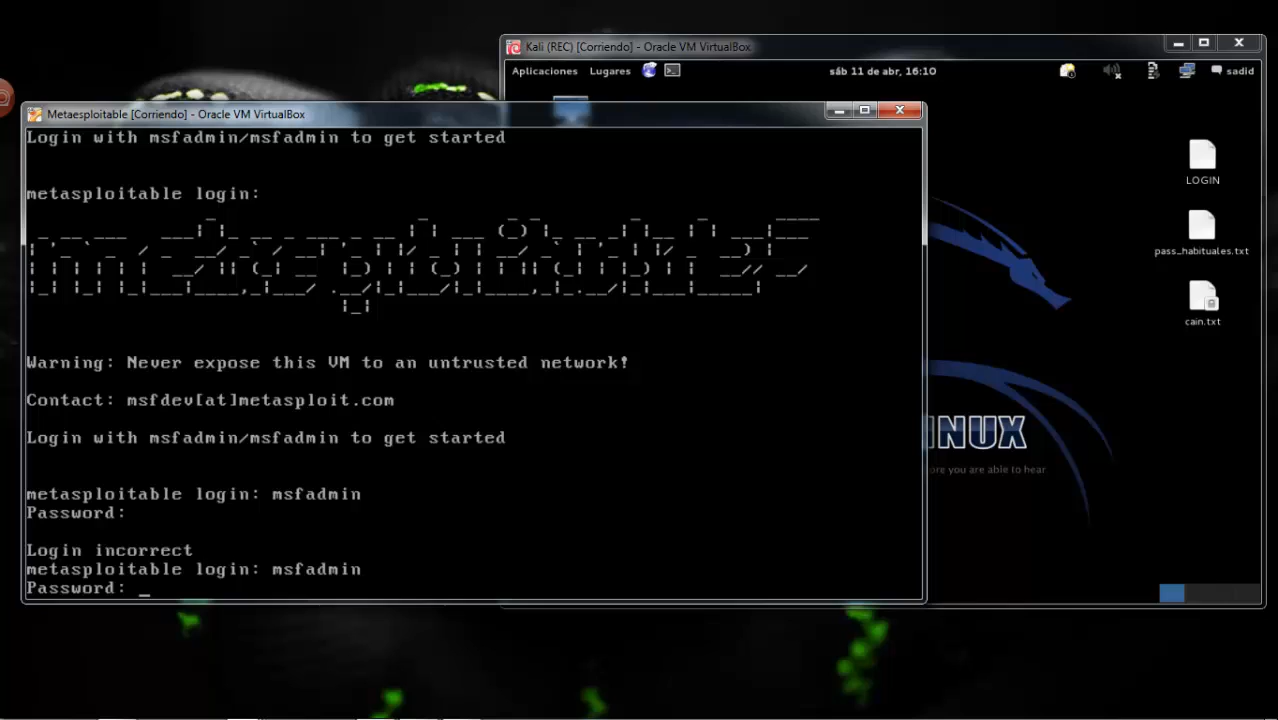 Kali (REC) [Corriendo] - Oracle VM VirtualBox
Aplicaciones Lugares sáb 11 de abr, 16:10 sadid
Metaesploitable [Corriendo] - Oracle VM VirtualBox
Login with msfadmin/msfadmin to get started
metasploitable login:
Warning: Never expose this VM to an untrusted network!
Contact: msfdev[at]metasploit.com
Login with msfadmin/msfadmin to get started
metasploitable login: msfadmin
Password:
Login incorrect
metasploitable login: msfadmin
Password: _
LOGIN
pass_habituales.txt
cain.txt
INUX
ore you are able to hear